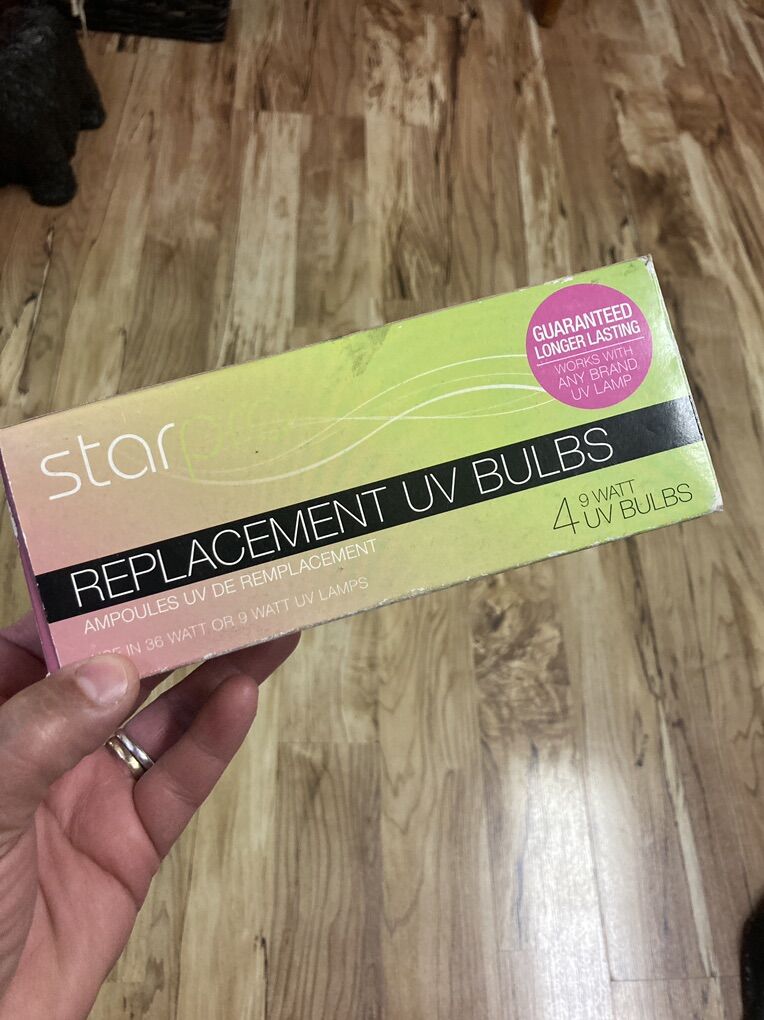 GUARANTEED
LONGER LASTING
WORKS WITH
ANY BRAND
UV LAMP
star
REPLACEMENT UV BULBS
AMPOULES UV DE REMPLACEMENT
IN 36 WATT OR 9 WATT UV LAMPS
4 9 WATT
UV BULBS